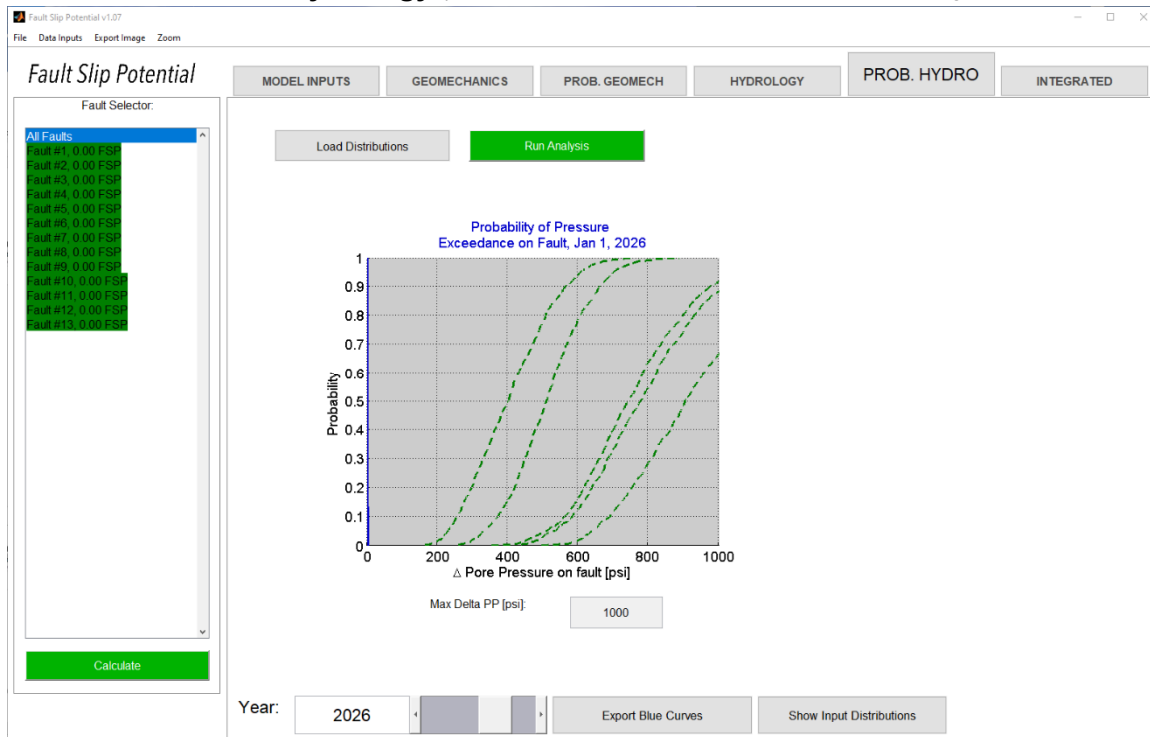 Fault Slip Potential v1.07
File Data Inputs Export Image Zoom
Fault Slip Potential
MODEL INPUTS GEOMECHANICS PROB. GEOMECH HYDROLOGY PROB. HYDRO INTEGRATED
Fault Selector:
All Faults
Fault #1, 0.00 FSP
Fault #2, 0.00 FSP
Fault #3, 0.00 FSP
Fault #4, 0.00 FSP
Fault #5, 0.00 FSP
Fault #6, 0.00 FSP
Fault #7, 0.00 FSP
Fault #8, 0.00 FSP
Fault #9, 0.00 FSP
Fault #10, 0.00 FSP
Fault #11, 0.00 FSP
Fault #12, 0.00 FSP
Fault #13, 0.00 FSP
Calculate
Load Distributions Run Analysis
Probability of Pressure
Exceedance on Fault, Jan 1, 2026
1
0.9
0.8
0.7
0.6
0.5
0.4
0.3
0.2
0.1
0
Probability
0 200 400 600 800 1000
Δ Pore Pressure on fault [psi]
Max Delta PP [psi]: 1000
Year: 2026 Export Blue Curves Show Input Distributions